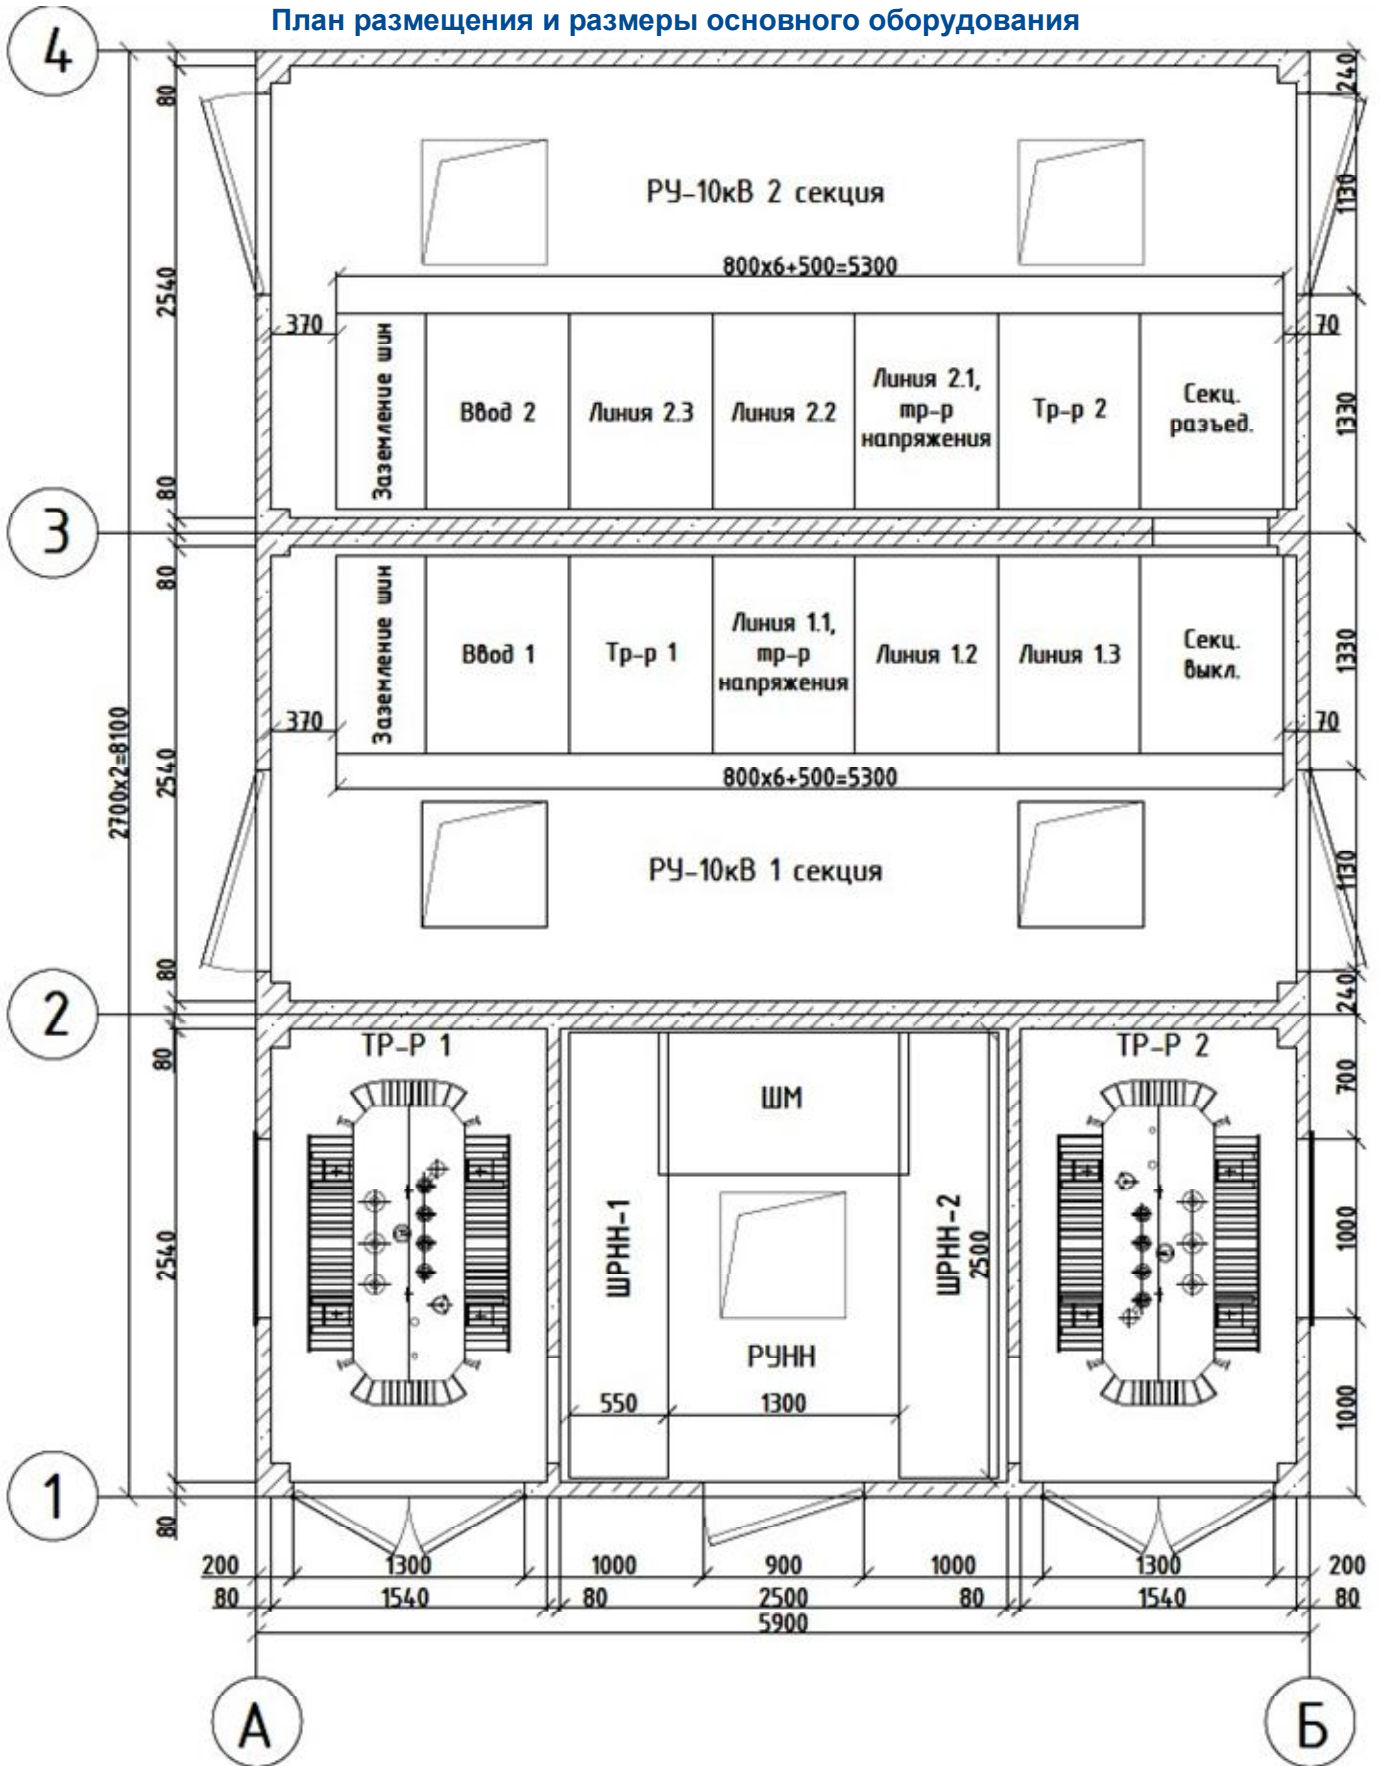 План размещения и размеры основного оборудования
4
80
240
1130
РУ-10кВ 2 секция
2540
800х6+500=5300
370
70
Заземление шин
Ввод 2
Линия 2.3
Линия 2.2
Линия 2.1,
тр-р
напряжения
Тр-р 2
Секц.
разъед.
1330
80
3
80
Заземление шин
Ввод 1
Тр-р 1
Линия 1.1,
тр-р
напряжения
Линия 1.2
Линия 1.3
Секц.
выкл.
1330
370
70
2700х2=8100
2540
800х6+500=5300
РУ-10кВ 1 секция
1130
80
240
2
80
ТР-Р 1
ТР-Р 2
700
ШМ
2540
ШРНН-1
ШРНН-2
2500
1000
РУНН
550
1300
1000
1
80
200
1300
1000
900
1000
1300
200
80
1540
80
2500
80
1540
80
5900
А
Б